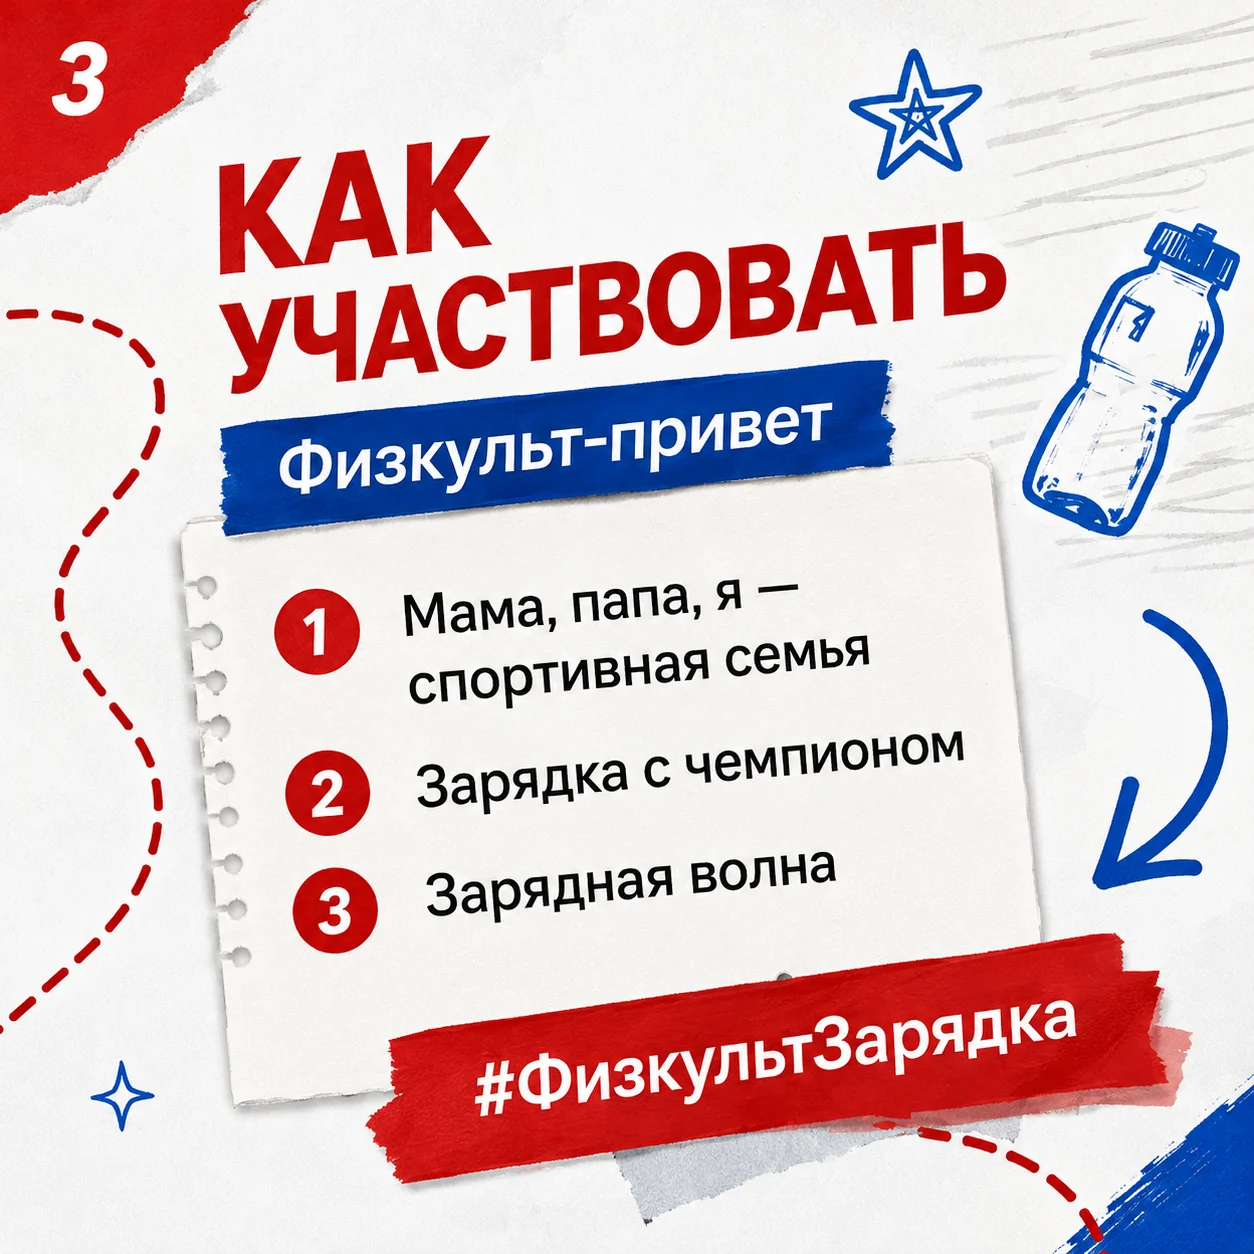 3
КАК
УЧАСТВОВАТЬ
Физкульт-привет
1 Мама, папа, я —
спортивная семья
2 Зарядка с чемпионом
3 Зарядная волна
#ФизкультЗарядка